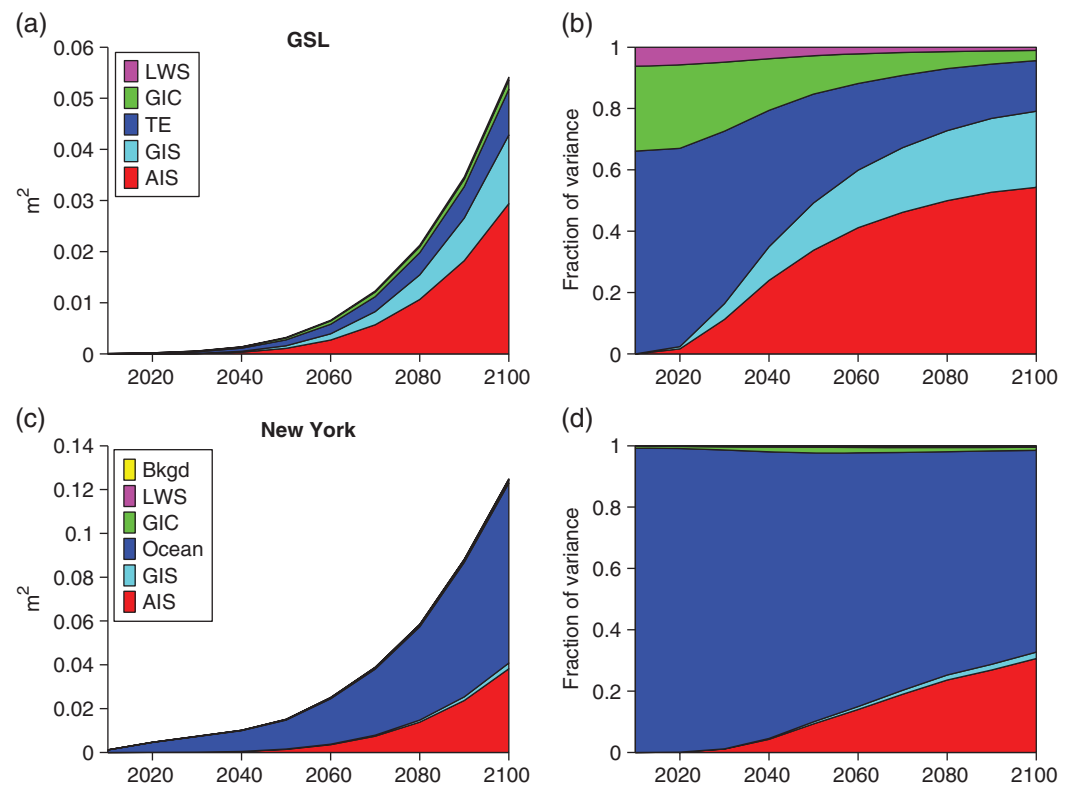 (a)
GSL
0.06
0.05
0.04
0.03
0.02
0.01
0
m²
LWS
GIC
TE
GIS
AIS
2020 2040 2060 2080 2100
(b)
1
0.8
0.6
0.4
0.2
0
Fraction of variance
2020 2040 2060 2080 2100
(c)
New York
0.14
0.12
0.1
0.08
0.06
0.04
0.02
0
m²
Bkgd
LWS
GIC
Ocean
GIS
AIS
2020 2040 2060 2080 2100
(d)
1
0.8
0.6
0.4
0.2
0
Fraction of variance
2020 2040 2060 2080 2100